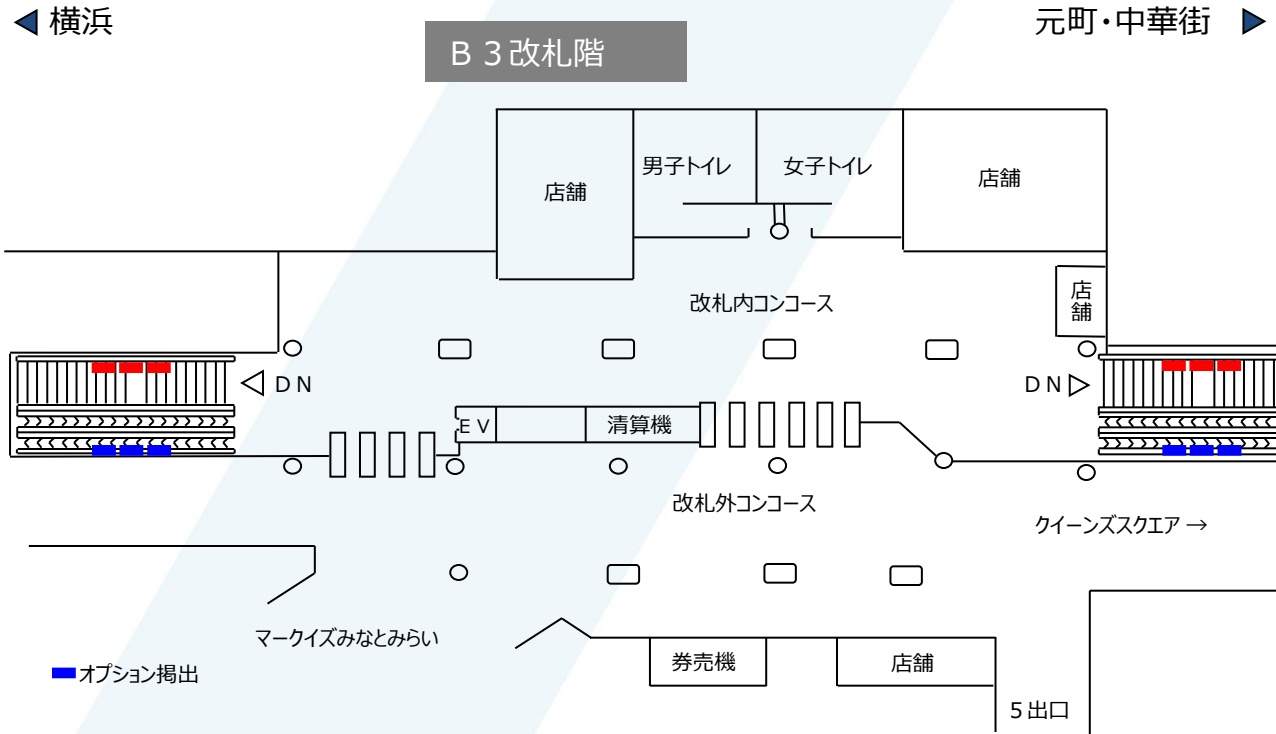 ◀ 横浜
元町・中華街 ▶
Ｂ３改札階
店舗
男子トイレ
女子トイレ
店舗
改札内コンコース
店舗
ＤＮ
ＤＮ
ＥＶ
清算機
改札外コンコース
クイーンズスクエア →
マークイズみなとみらい
オプション掲出
券売機
店舗
５出口